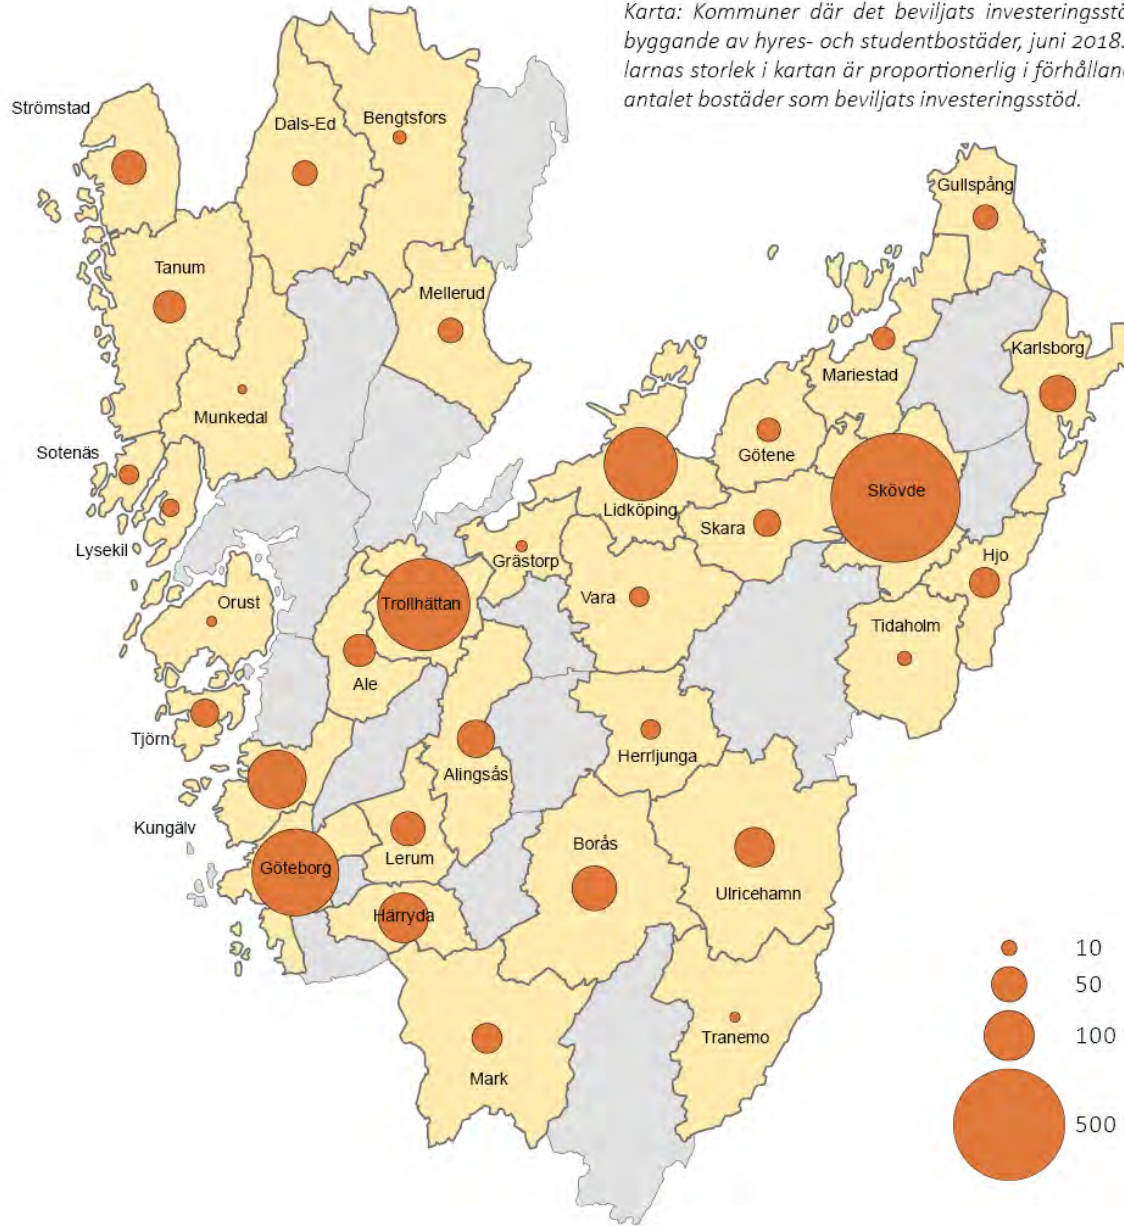 Karta: Kommuner där det beviljats investeringsstö
byggande av hyres- och studentbostäder, juni 2018.
larnas storlek i kartan är proportionerlig i förhålland
antalet bostäder som beviljats investeringsstöd.
Strömstad
Dals-Ed
Bengtsfors
Gullspång
Tanum
Mellerud
Karlsborg
Mariestad
Munkedal
Sotenäs
Götene
Skövde
Lidköping
Skara
Lysekil
Grästorp
Hjo
Orust
Trollhättan
Vara
Tidaholm
Ale
Tjörn
Alingsås
Herrljunga
Kungälv
Borås
Lerum
Göteborg
Ulricehamn
Härryda
10
50
Tranemo
100
Mark
500